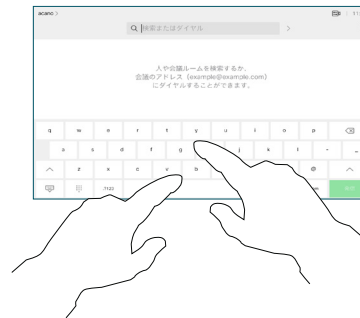 acano >
検索またはダイヤル
人や会議ルームを検索するか、
会議のアドレス (example@example.com)
にダイヤルすることができます。
q w e r t y u i o p
a s d f g j k l - _
^ z x c v b @ ^
.?123